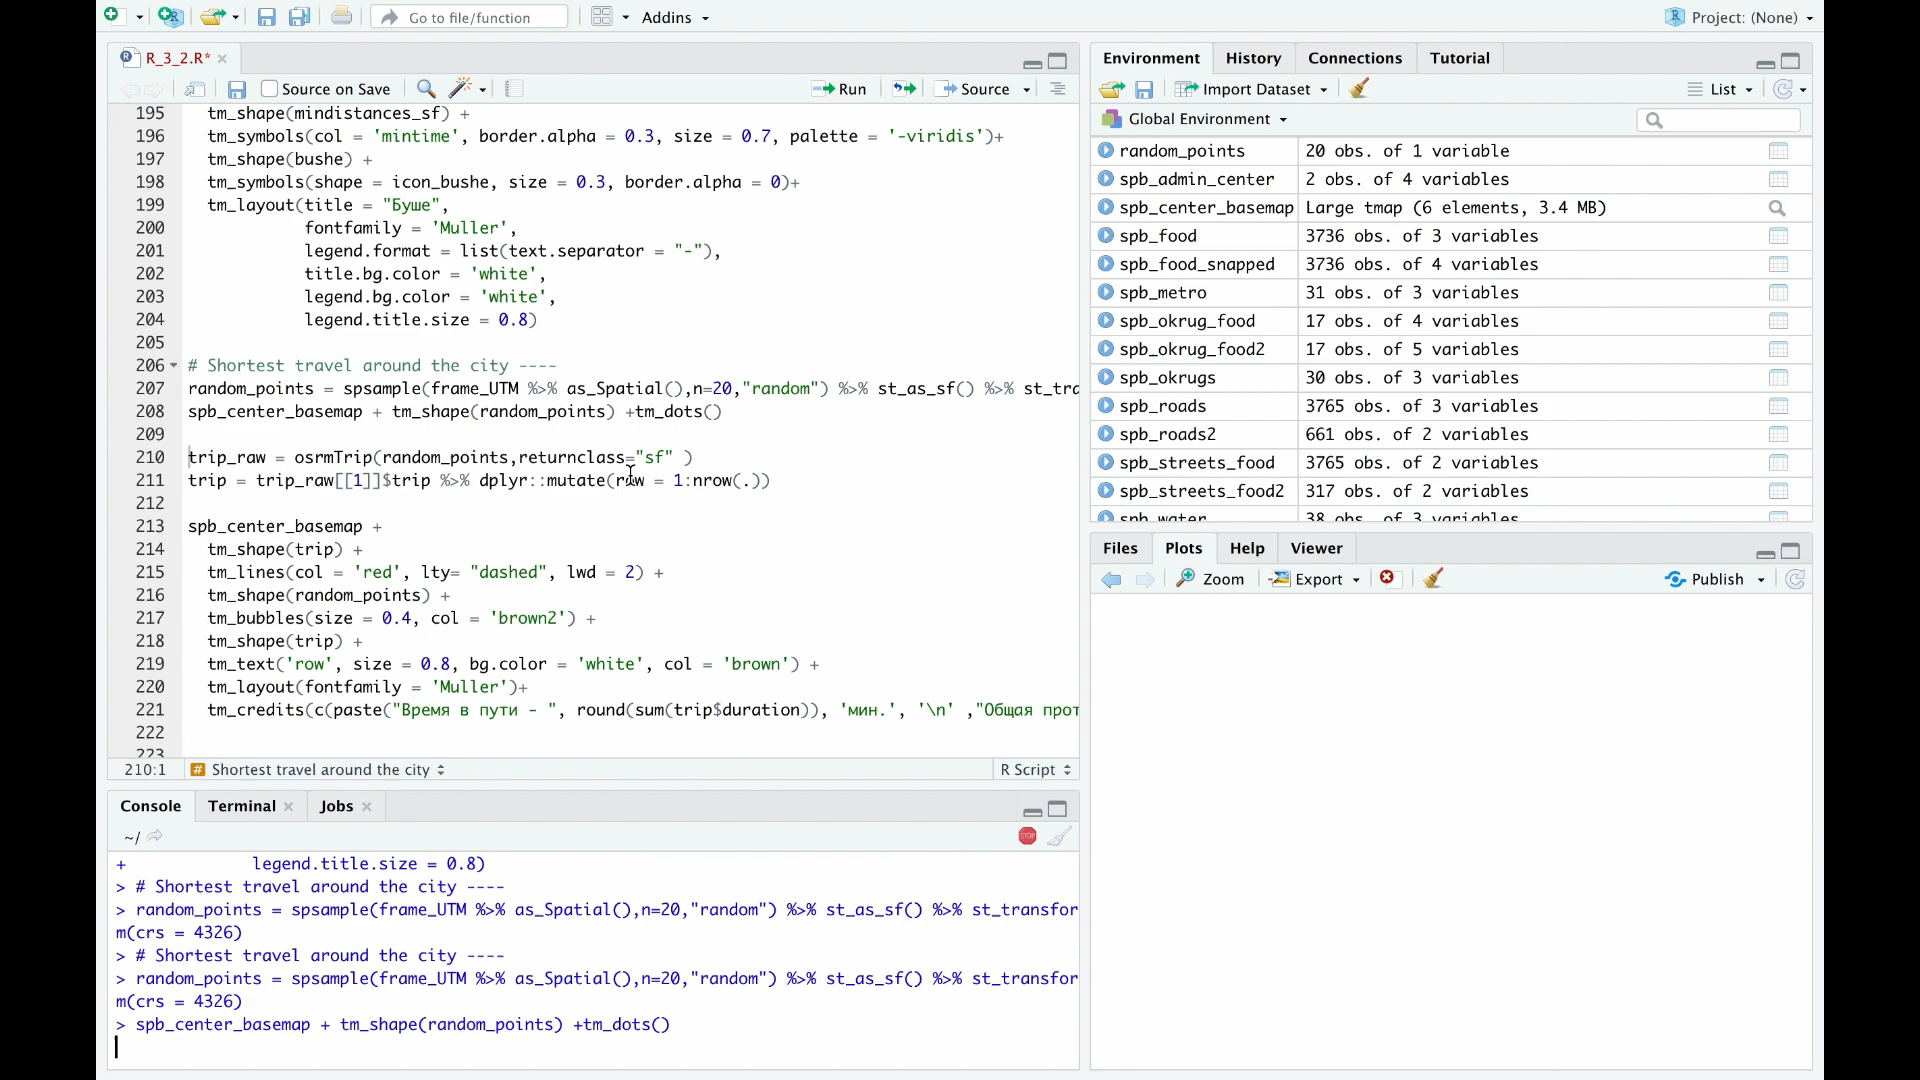 Go to file/function
Addins
Project: (None)
R_3_2.R*
Source on Save
Run
Source
195 tm_shape(mindistances_sf) +
196 tm_symbols(col = 'mintime', border.alpha = 0.3, size = 0.7, palette = '-viridis')+
197 tm_shape(bushe) +
198 tm_symbols(shape = icon_bushe, size = 0.3, border.alpha = 0)+
199 tm_layout(title = "Буше",
200 fontfamily = 'Muller',
201 legend.format = list(text.separator = "-"),
202 title.bg.color = 'white',
203 legend.bg.color = 'white',
204 legend.title.size = 0.8)
205
206 # Shortest travel around the city ----
207 random_points = spsample(frame_UTM %>% as_Spatial(),n=20,"random") %>% st_as_sf() %>% st_tra
208 spb_center_basemap + tm_shape(random_points) +tm_dots()
209
210 trip_raw = osrmTrip(random_points,returnclass="sf" )
211 trip = trip_raw[[1]]$trip %>% dplyr::mutate(row = 1:nrow(.))
212
213 spb_center_basemap +
214 tm_shape(trip) +
215 tm_lines(col = 'red', lty= "dashed", lwd = 2) +
216 tm_shape(random_points) +
217 tm_bubbles(size = 0.4, col = 'brown2') +
218 tm_shape(trip) +
219 tm_text('row', size = 0.8, bg.color = 'white', col = 'brown') +
220 tm_layout(fontfamily = 'Muller')+
221 tm_credits(c(paste("Время в пути - ", round(sum(trip$duration)), 'мин.', '\n' ,"Общая прот
222
223
210:1
Shortest travel around the city
R Script
Console
Terminal
Jobs
~/
STOP
+ legend.title.size = 0.8)
> # Shortest travel around the city ----
> random_points = spsample(frame_UTM %>% as_Spatial(),n=20,"random") %>% st_as_sf() %>% st_transfor
m(crs = 4326)
> # Shortest travel around the city ----
> random_points = spsample(frame_UTM %>% as_Spatial(),n=20,"random") %>% st_as_sf() %>% st_transfor
m(crs = 4326)
> spb_center_basemap + tm_shape(random_points) +tm_dots()
Environment
History
Connections
Tutorial
Import Dataset
List
Global Environment
random_points 20 obs. of 1 variable
spb_admin_center 2 obs. of 4 variables
spb_center_basemap Large tmap (6 elements, 3.4 MB)
spb_food 3736 obs. of 3 variables
spb_food_snapped 3736 obs. of 4 variables
spb_metro 31 obs. of 3 variables
spb_okrug_food 17 obs. of 4 variables
spb_okrug_food2 17 obs. of 5 variables
spb_okrugs 30 obs. of 3 variables
spb_roads 3765 obs. of 3 variables
spb_roads2 661 obs. of 2 variables
spb_streets_food 3765 obs. of 2 variables
spb_streets_food2 317 obs. of 2 variables
spb_water 38 obs. of 3 variables
Files
Plots
Help
Viewer
Zoom
Export
Publish